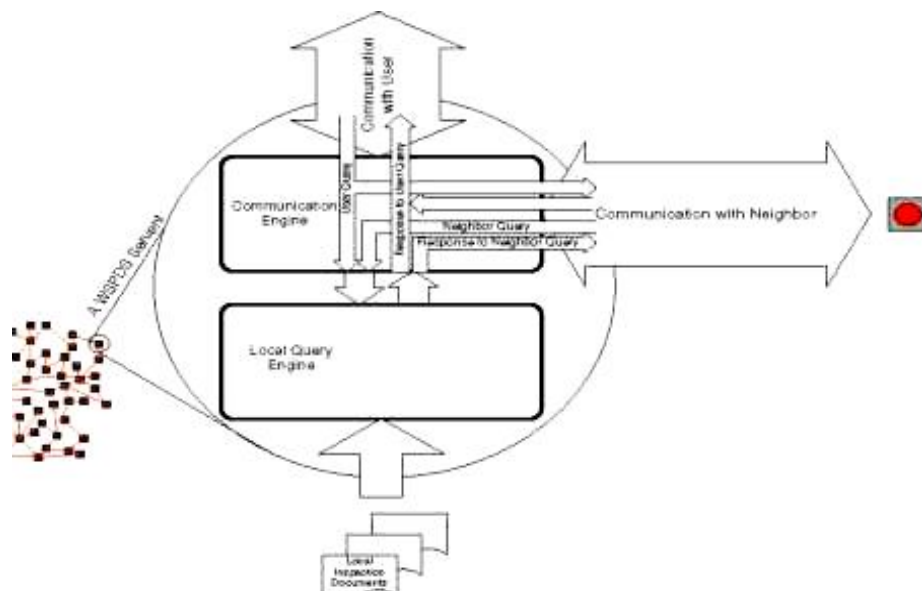 Communication
with User
User Query
Response to User Query
Communication
Engine
Communication with Neighbor
Neighbor Query
Response to Neighbor Query
A WSPDS Servent
Local Query
Engine
Local
Inspection
Documents